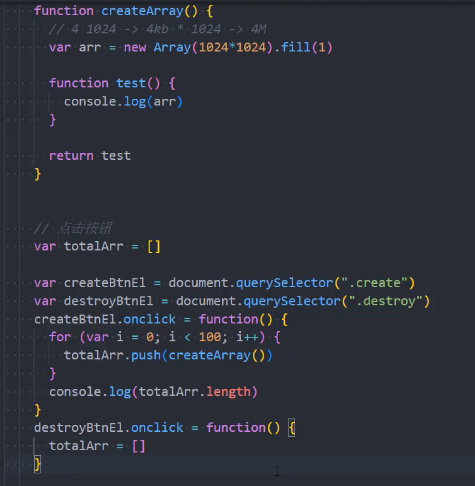 function createArray() {
// 4 1024 -> 4kb * 1024 -> 4M
var arr = new Array(1024*1024).fill(1)
function test() {
console.log(arr)
}
return test
}
// 点击按钮
var totalArr = []
var createBtnEl = document.querySelector(".create")
var destroyBtnEl = document.querySelector(".destroy")
createBtnEl.onclick = function() {
for (var i = 0; i < 100; i++) {
totalArr.push(createArray())
}
console.log(totalArr.length)
}
destroyBtnEl.onclick = function() {
totalArr = []
}